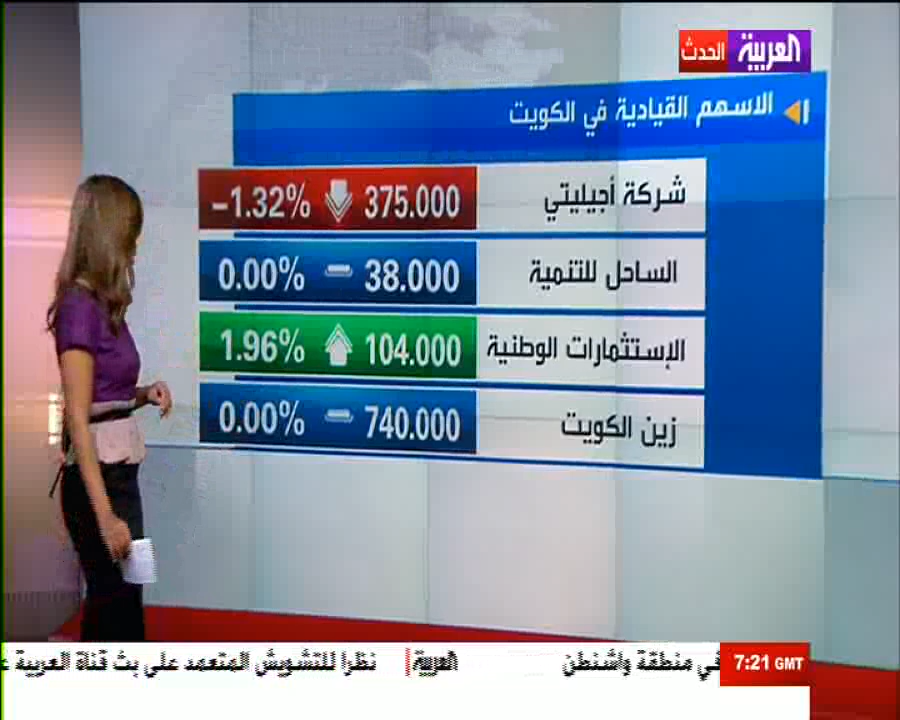 العربية الحدث
الاسهم القيادية في الكويت
شركة أجيليتي 375.000 -1.32%
الساحل للتنمية 38.000 0.00%
الإستثمارات الوطنية 104.000 1.96%
زين الكويت 740.000 0.00%
7:21 GMT في منطقة واشنطن العربية نظرا للتشويش المتعمد على بث قناة العربية